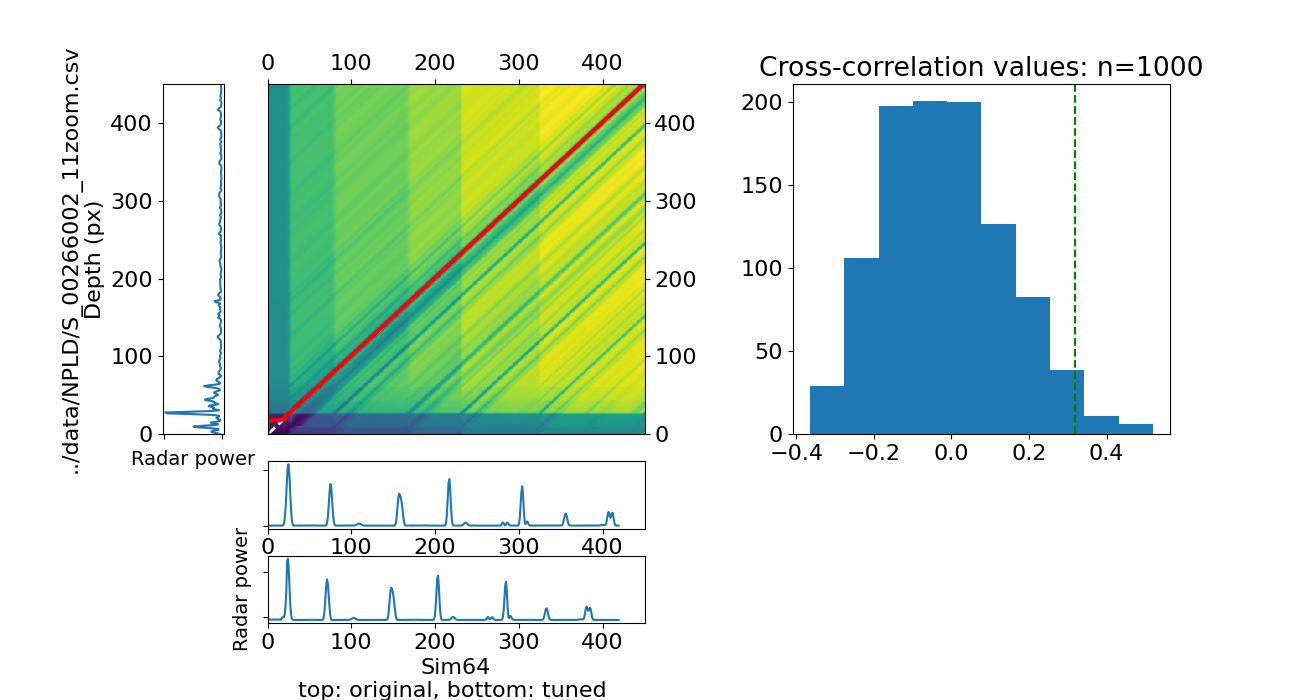 0 100 200 300 400
Cross-correlation values: n=1000
../data/NPLD/S_00266002_11zoom.csv
Depth (px)
400
300
200
100
0
400
300
200
100
0
200
150
100
50
0
−0.4 −0.2 0.0 0.2 0.4
Radar power
0 100 200 300 400
Radar power
0 100 200 300 400
Sim64
top: original, bottom: tuned